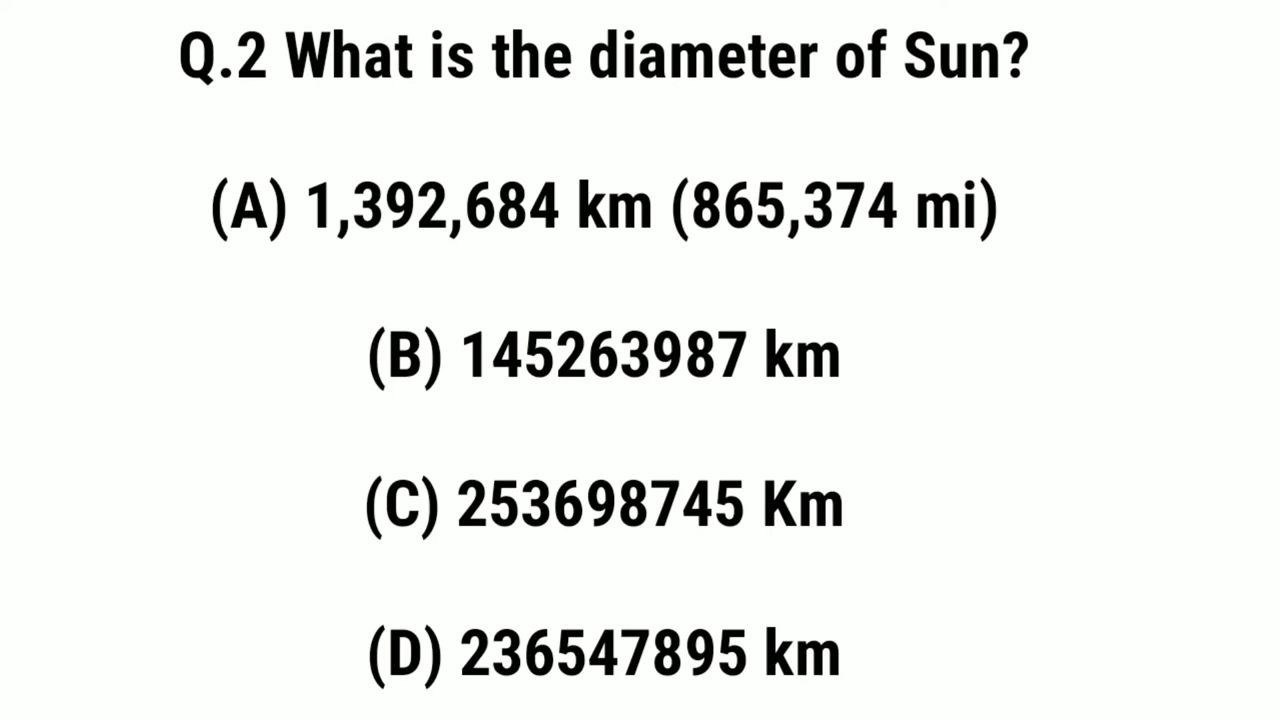 Q.2 What is the diameter of Sun?
(A) 1,392,684 km (865,374 mi)
(B) 145263987 km
(C) 253698745 Km
(D) 236547895 km